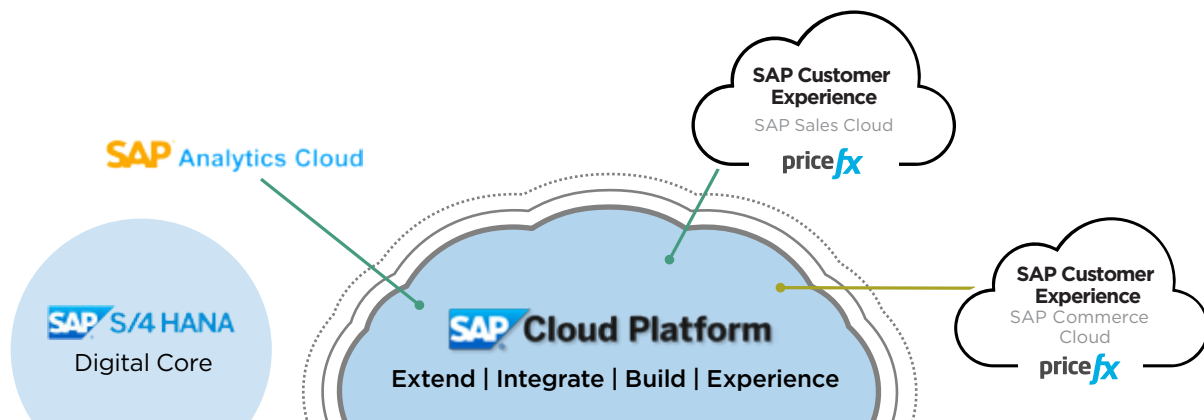 SAP Customer
Experience
SAP Sales Cloud
pricefx
SAP Analytics Cloud
SAP S/4 HANA
Digital Core
SAP Cloud Platform
Extend | Integrate | Build | Experience
SAP Customer
Experience
SAP Commerce
Cloud
pricefx